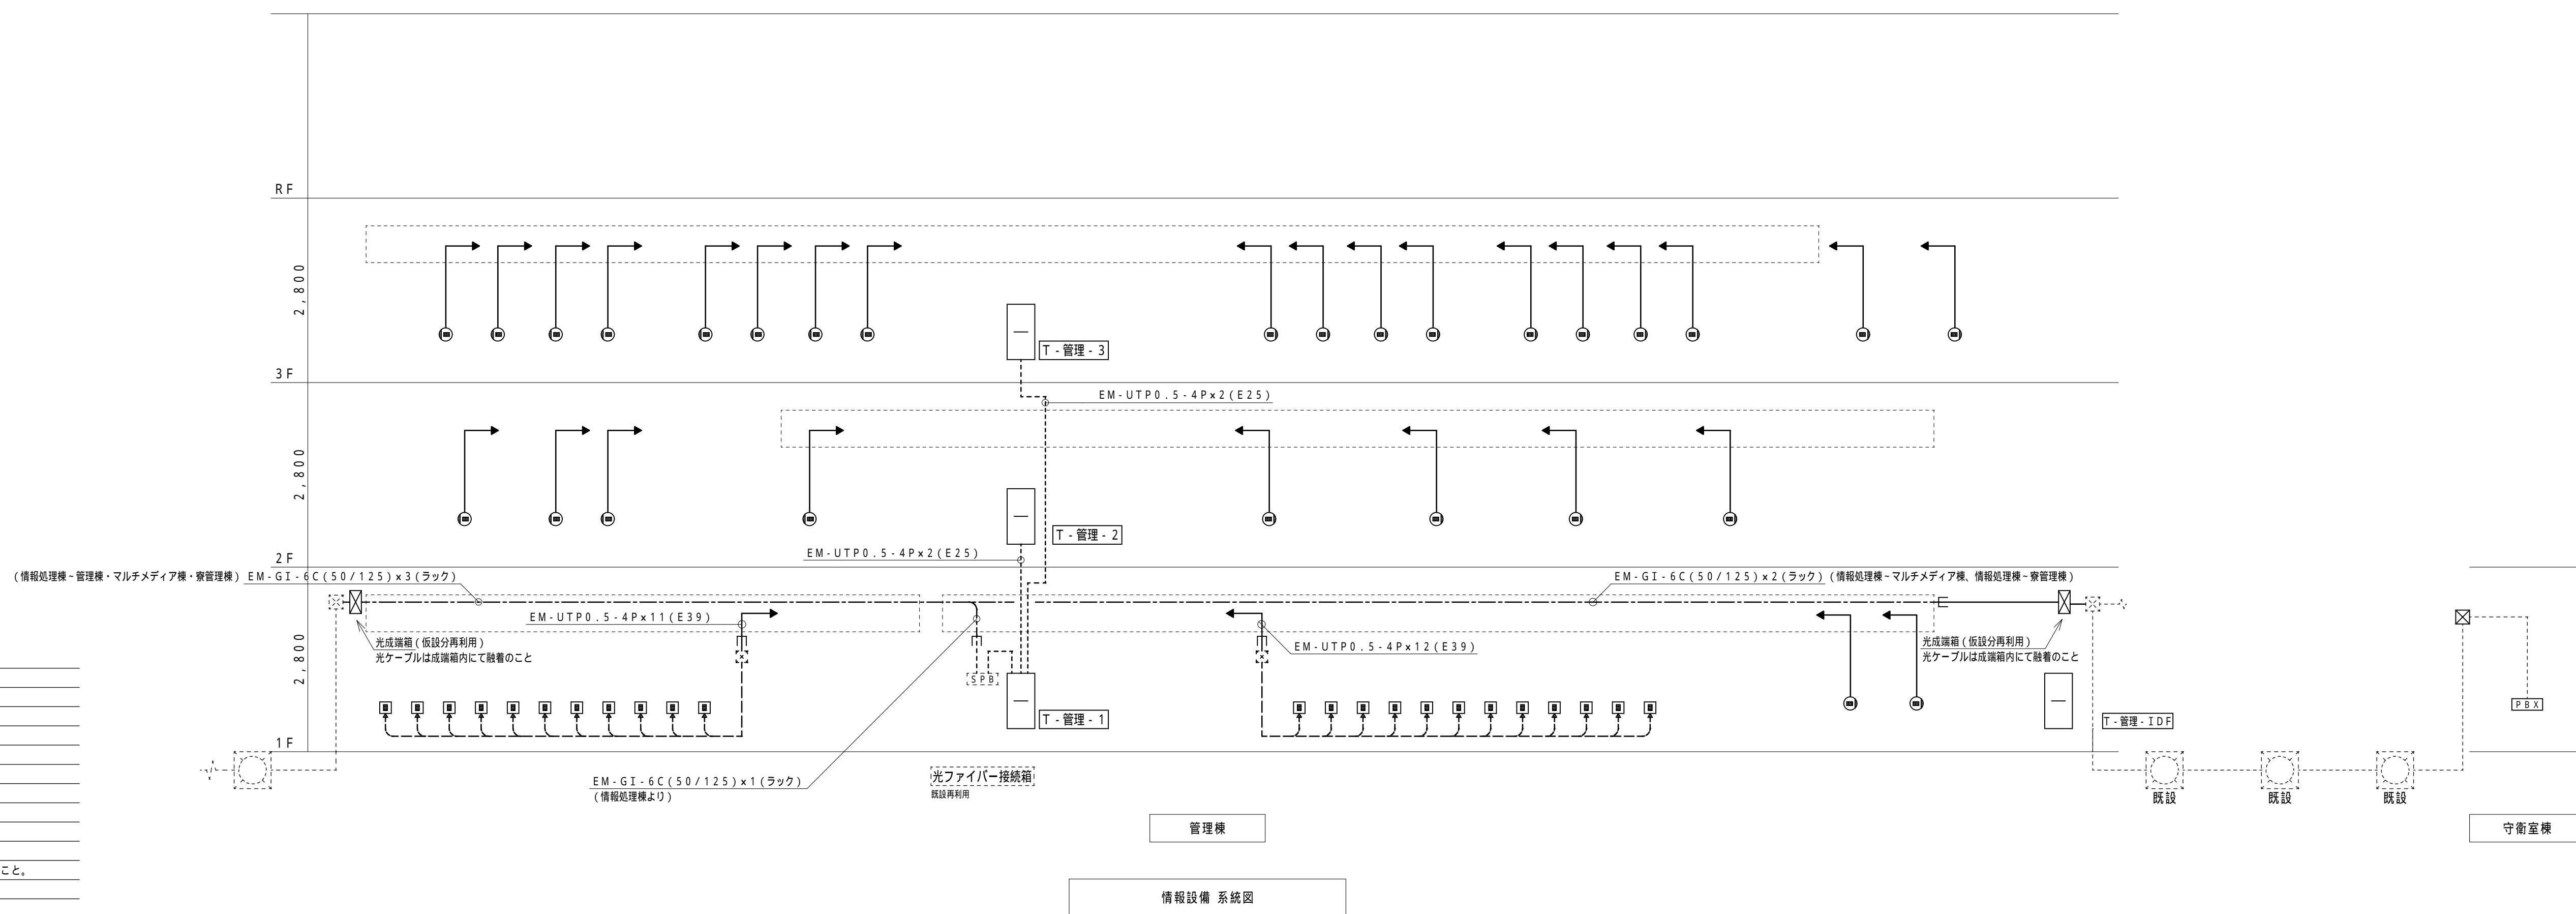 RF
2,800
T-管理-3
3F
EM-UTP0.5-4P×2(E25)
2,800
T-管理-2
EM-UTP0.5-4P×2(E25)
2F
(情報処理棟~管理棟・マルチメディア棟・寮管理棟) EM-GI-6C(50/125)×3(ラック)
EM-GI-6C(50/125)×2(ラック) (情報処理棟~マルチメディア棟、情報処理棟~寮管理棟)
EM-UTP0.5-4P×11(E39)
光成端箱(仮設分再利用)
光ケーブルは成端箱内にて融着のこと
EM-UTP0.5-4P×12(E39)
光成端箱(仮設分再利用)
光ケーブルは成端箱内にて融着のこと
2,800
SPB
T-管理-1
T-管理-IDF
PBX
1F
EM-GI-6C(50/125)×1(ラック)
(情報処理棟より)
光ファイバー接続箱
既設再利用
既設
既設
既設
管理棟
守衛室棟
こと。
情報設備 系統図